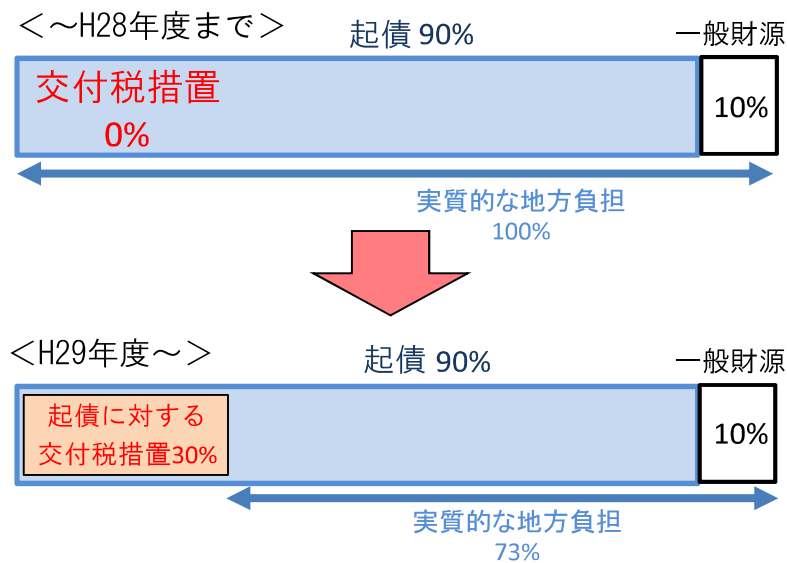 ＜～H28年度まで＞
起債 90%
一般財源
交付税措置
0%
10%
実質的な地方負担
100%
＜H29年度～＞
起債 90%
一般財源
起債に対する
交付税措置30%
10%
実質的な地方負担
73%